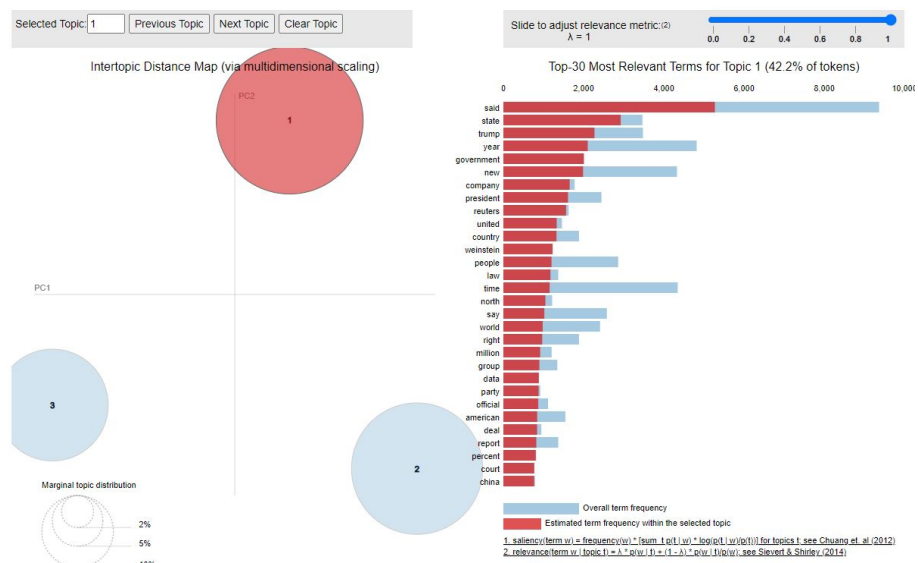 Selected Topic: 1 Previous Topic Next Topic Clear Topic
Slide to adjust relevance metric:(2)
λ = 1
0.0 0.2 0.4 0.6 0.8 1
Intertopic Distance Map (via multidimensional scaling)
PC2
1
PC1
3
2
Marginal topic distribution
2%
5%
10%
Top-30 Most Relevant Terms for Topic 1 (42.2% of tokens)
0 2,000 4,000 6,000 8,000 10,00
said
state
trump
year
government
new
company
president
reuters
united
country
weinstein
people
law
time
north
say
world
right
million
group
data
party
official
american
deal
report
percent
court
china
Overall term frequency
Estimated term frequency within the selected topic
1. saliency(term w) = frequency(w) * [sum_t p(t | w) * log(p(t | w)/p(t))] for topics t; see Chuang et. al (2012)
2. relevance(term w | topic t) = λ * p(w | t) + (1 - λ) * p(w | t)/p(w); see Sievert & Shirley (2014)